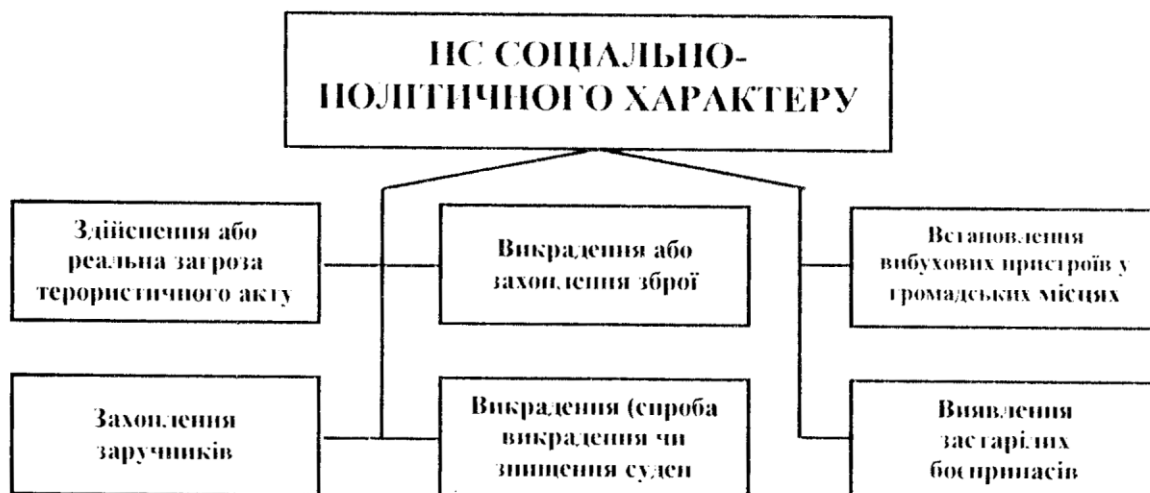 НС СОЦІАЛЬНО-
ПОЛІТИЧНОГО ХАРАКТЕРУ
Здійснення або
реальна загроза
терористичного акту
Викрадення або
захоплення зброї
Встановлення
вибухових пристроїв у
громадських місцях
Захоплення
заручників
Викрадення (спроба
викрадення чи
знищення суден
Виявлення
застарілих
боєприпасів